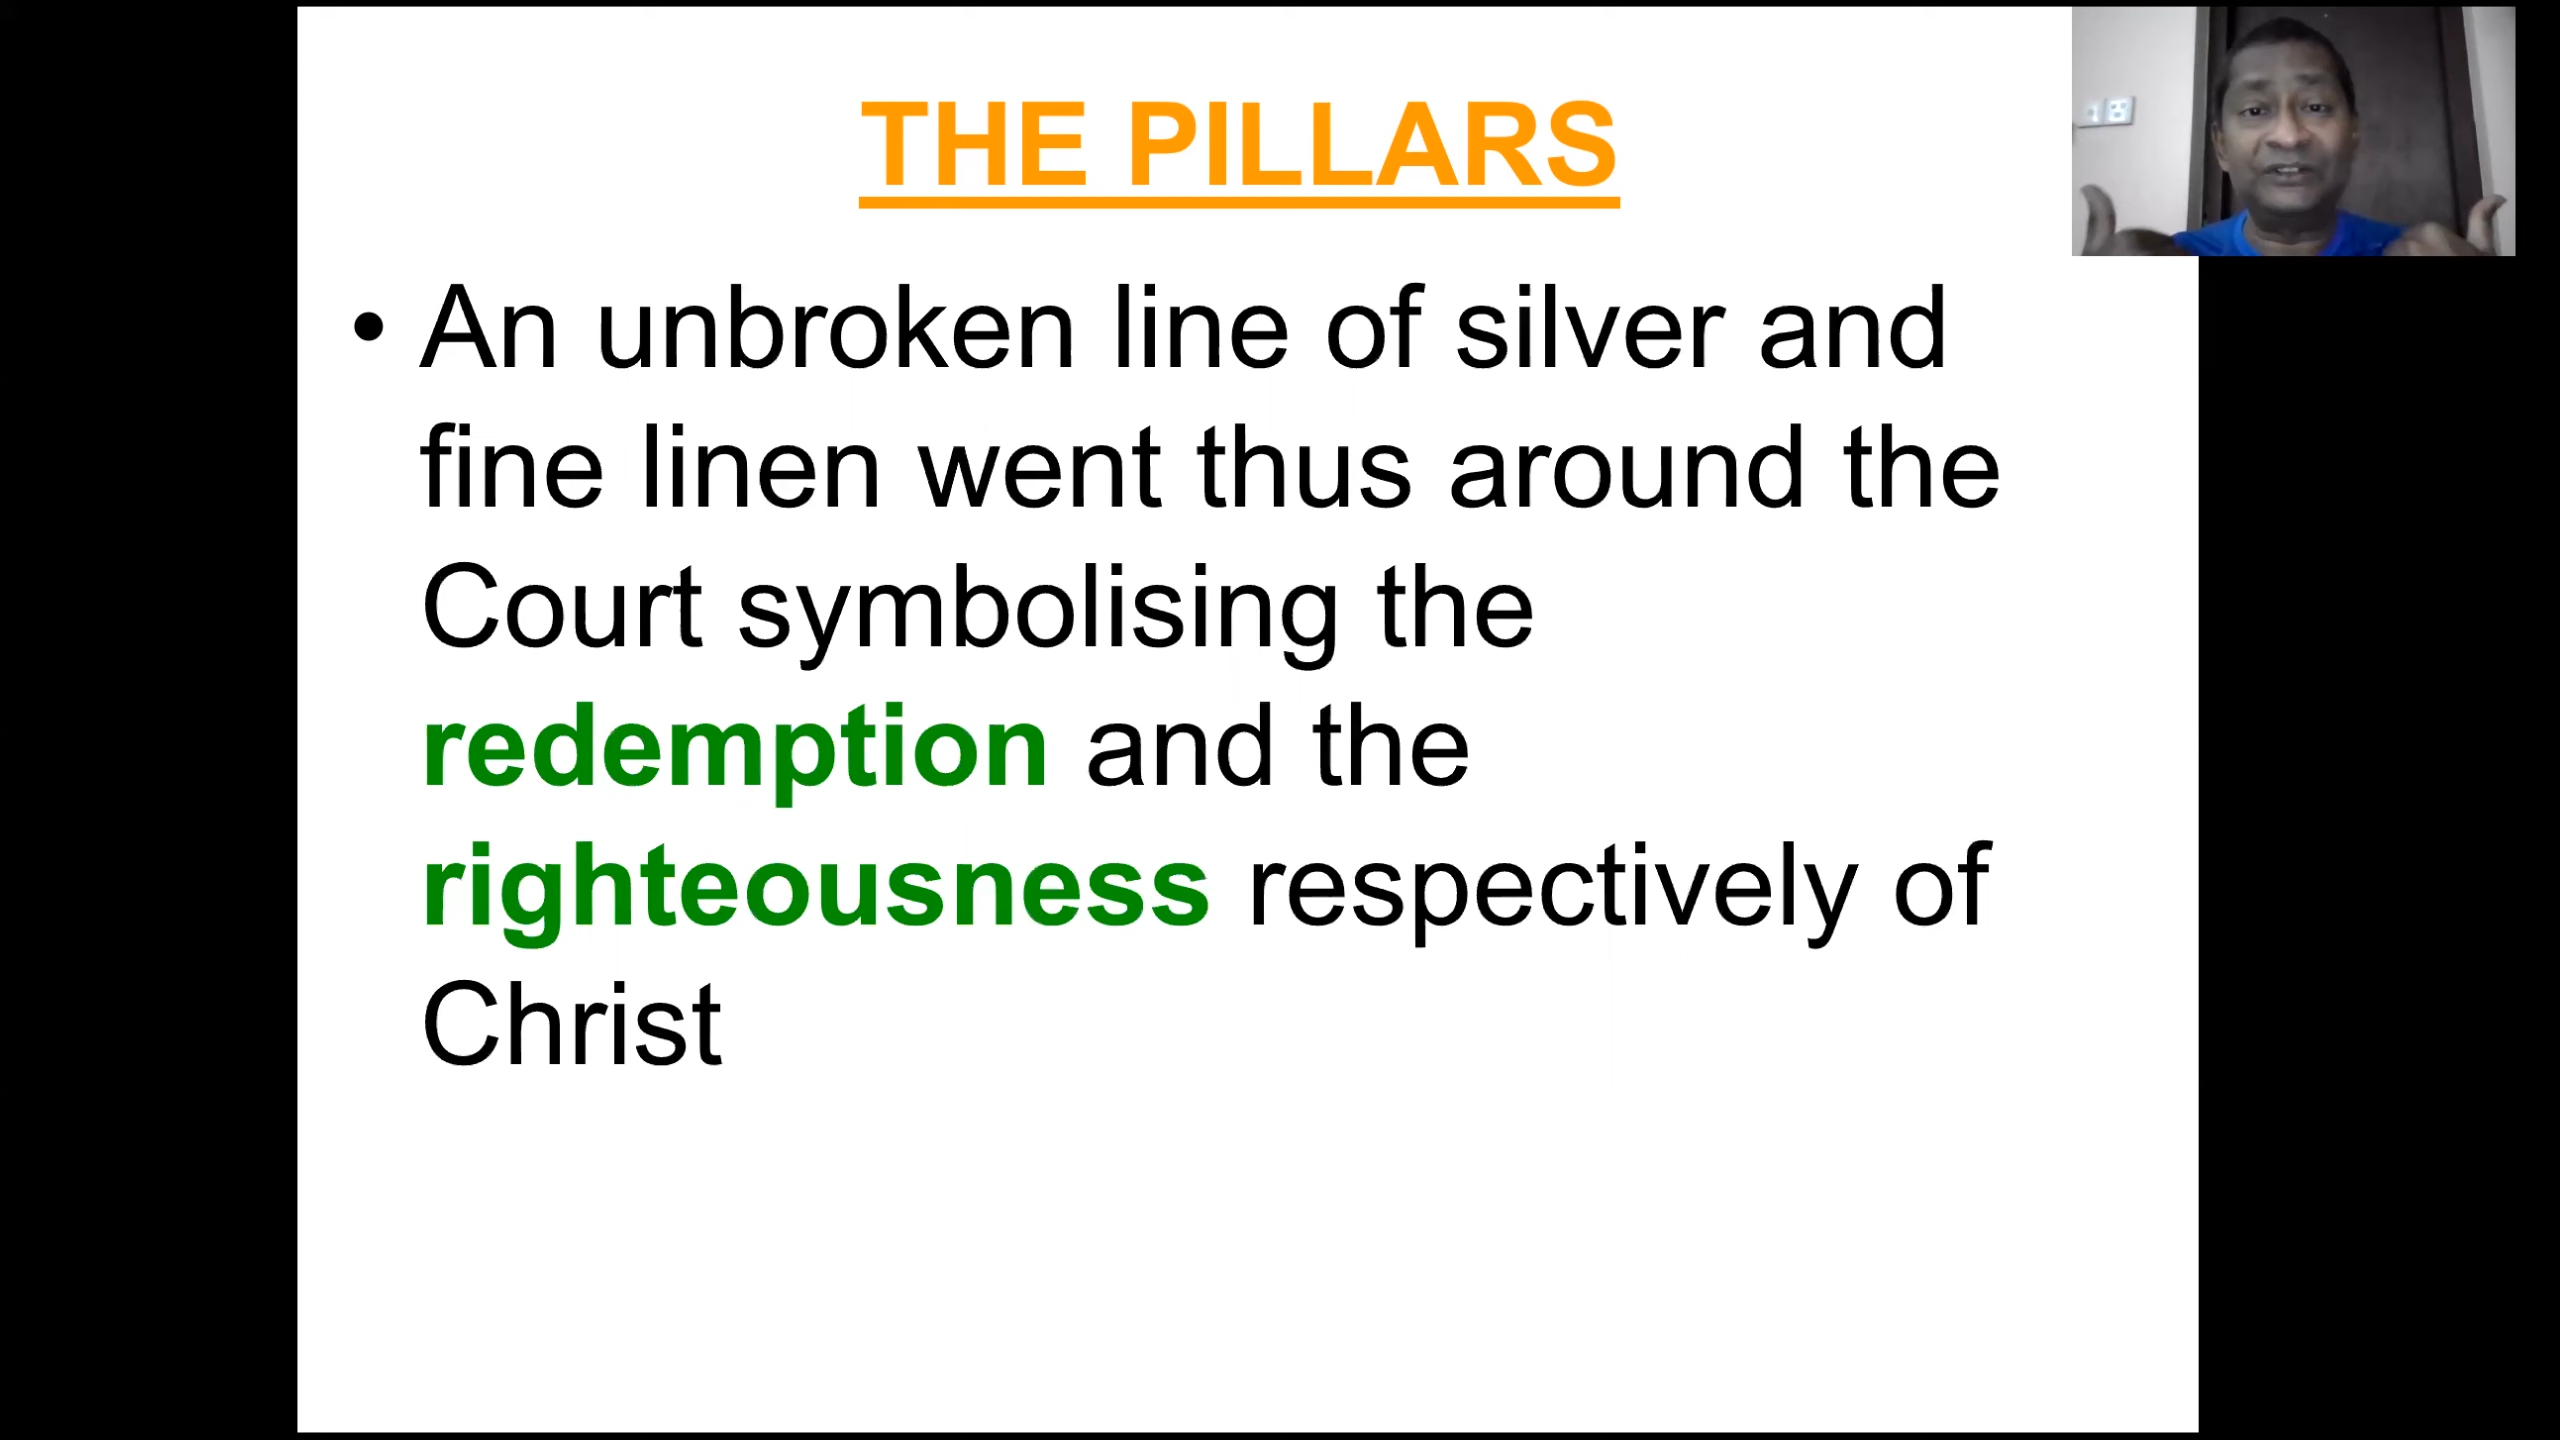 THE PILLARS
• An unbroken line of silver and
fine linen went thus around the
Court symbolising the
redemption and the
righteousness respectively of
Christ